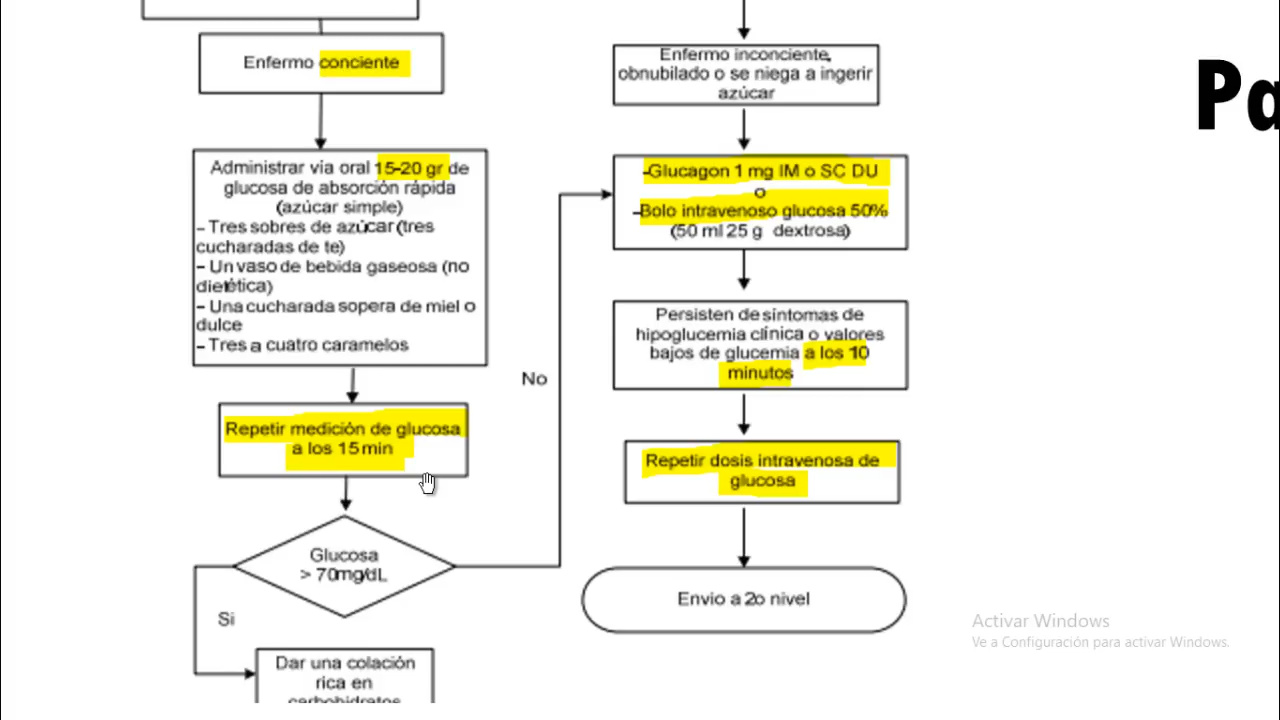 Enfermo conciente
Administrar vía oral 15-20 gr de
glucosa de absorción rápida
(azúcar simple)
- Tres sobres de azúcar (tres
cucharadas de te)
- Un vaso de bebida gaseosa (no
dietética)
- Una cucharada sopera de miel o
dulce
- Tres a cuatro caramelos
Repetir medición de glucosa
a los 15 min
Glucosa
> 70mg/dL
Si
Dar una colación
rica en
carbohidratos
No
Enfermo inconciente,
obnubilado o se niega a ingerir
azúcar
-Glucagon 1 mg IM o SC DU
o
-Bolo intravenoso glucosa 50%
(50 ml 25 g dextrosa)
Persisten de síntomas de
hipoglucemia clínica o valores
bajos de glucemia a los 10
minutos
Repetir dosis intravenosa de
glucosa
Envio a 2o nivel
Pa
Activar Windows
Ve a Configuración para activar Windows.